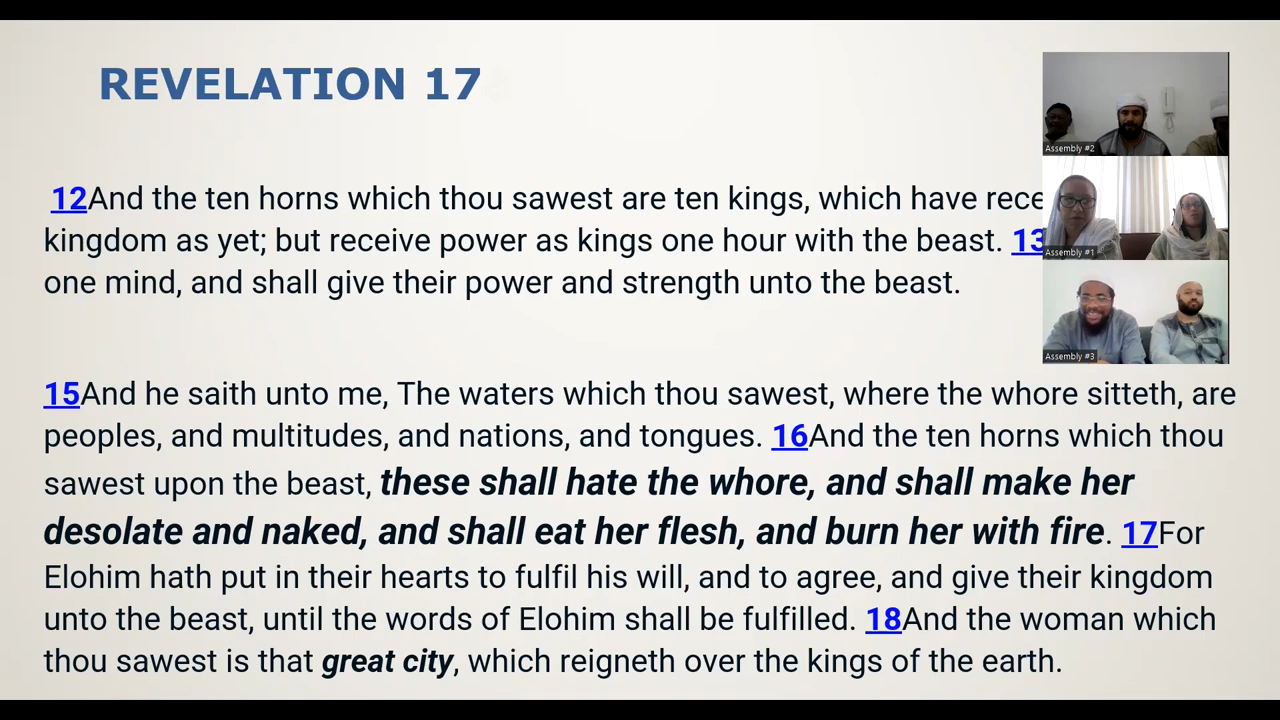 REVELATION 17
Assembly #2
12And the ten horns which thou sawest are ten kings, which have
kingdom as yet; but receive power as kings one hour with the beast. 13
Assembly #1
one mind, and shall give their power and strength unto the beast.
Assembly #3
15And he saith unto me, The waters which thou sawest, where the whore sitteth, are
peoples, and multitudes, and nations, and tongues. 16And the ten horns which thou
sawest upon the beast, these shall hate the whore, and shall make her
desolate and naked, and shall eat her flesh, and burn her with fire. 17For
Elohim hath put in their hearts to fulfil his will, and to agree, and give their kingdom
unto the beast, until the words of Elohim shall be fulfilled. 18And the woman which
thou sawest is that great city, which reigneth over the kings of the earth.